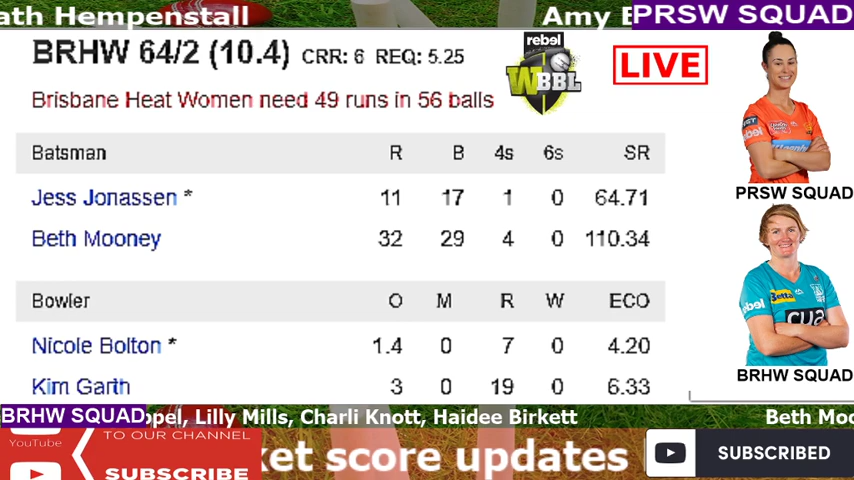 ath Hempenstall
Amy E
PRSW SQUAD
BRHW 64/2 (10.4) CRR: 6 REQ: 5.25
rebel
WBBL
LIVE
Brisbane Heat Women need 49 runs in 56 balls
Batsman R B 4s 6s SR
Jess Jonassen * 11 17 1 0 64.71
Beth Mooney 32 29 4 0 110.34
PRSW SQUAD
Bowler O M R W ECO
Nicole Bolton * 1.4 0 7 0 4.20
Kim Garth 3 0 19 0 6.33
rebel
Betta
cua
BRHW SQUAD
BRHW SQUAD
ppel, Lilly Mills, Charli Knott, Haidee Birkett
Beth Moo
YouTube
TO OUR CHANNEL
SUBSCRIBE
ket score updates
SUBSCRIBED